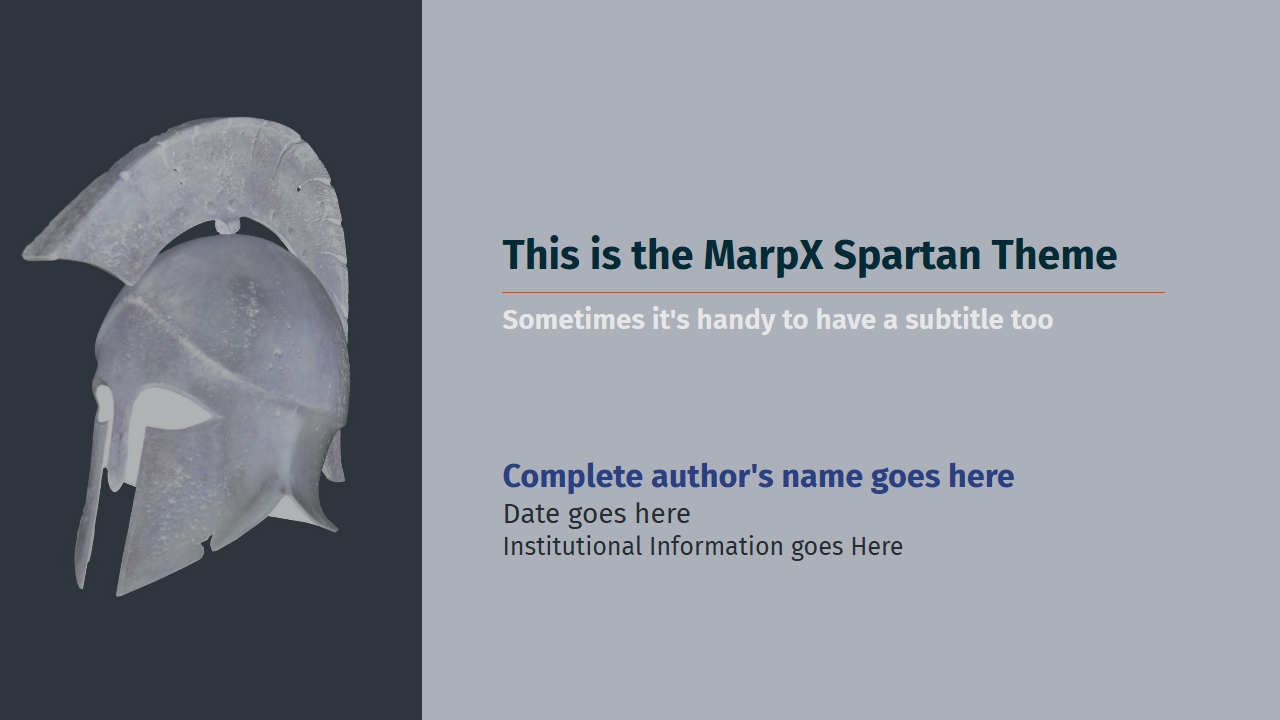 This is the MarpX Spartan Theme
Sometimes it's handy to have a subtitle too
Complete author's name goes here
Date goes here
Institutional Information goes Here